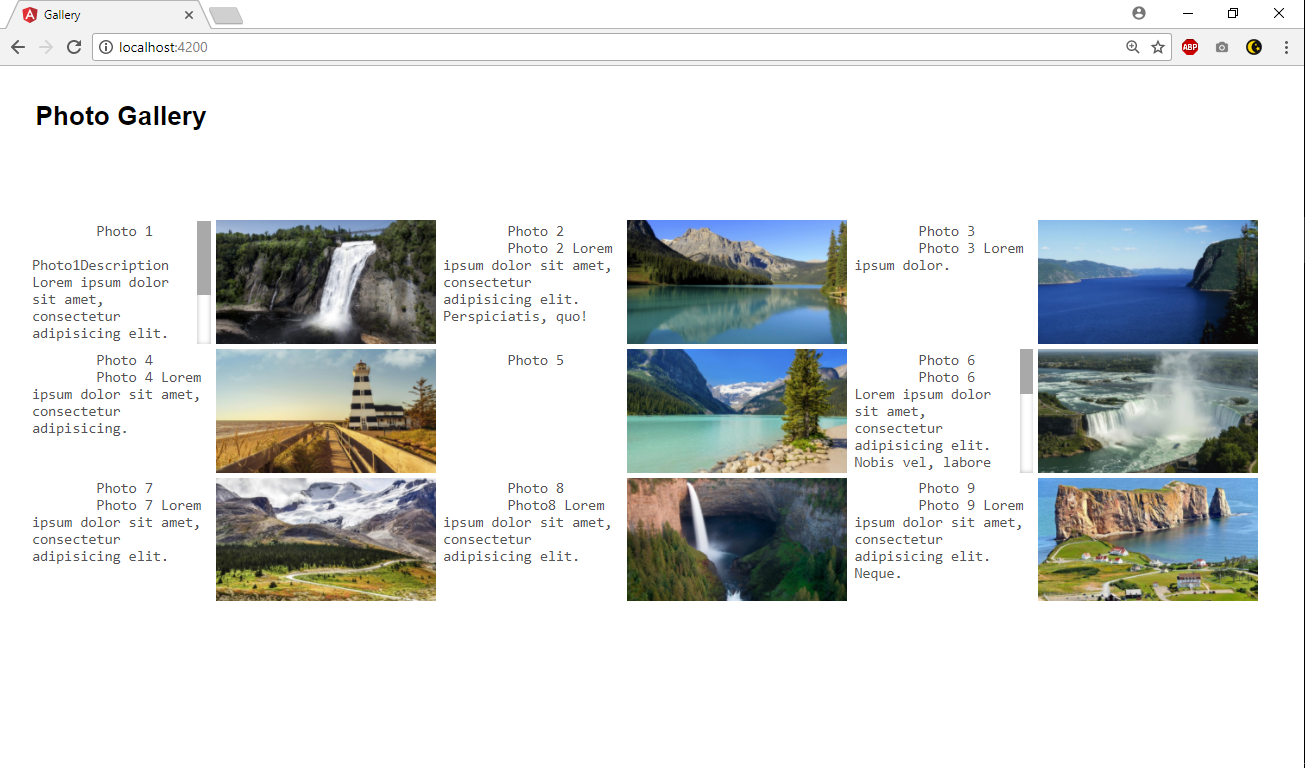 Gallery
localhost:4200
ABP
Photo Gallery
Photo 1
Photo1Description
Lorem ipsum dolor
sit amet,
consectetur
adipisicing elit.
Photo 2
Photo 2 Lorem
ipsum dolor sit amet,
consectetur
adipisicing elit.
Perspiciatis, quo!
Photo 3
Photo 3 Lorem
ipsum dolor.
Photo 4
Photo 4 Lorem
ipsum dolor sit amet,
consectetur
adipisicing.
Photo 5
Photo 6
Photo 6
Lorem ipsum dolor
sit amet,
consectetur
adipisicing elit.
Nobis vel, labore
Photo 7
Photo 7 Lorem
ipsum dolor sit amet,
consectetur
adipisicing elit.
Photo 8
Photo8 Lorem
ipsum dolor sit amet,
consectetur
adipisicing elit.
Photo 9
Photo 9 Lorem
ipsum dolor sit amet,
consectetur
adipisicing elit.
Neque.